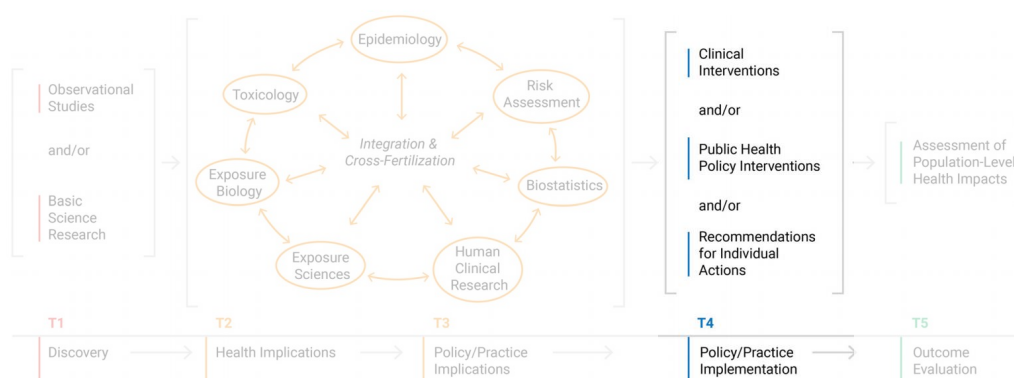 Observational
Studies
and/or
Basic
Science
Research
Epidemiology
Toxicology
Risk
Assessment
Integration &
Cross-Fertilization
Exposure
Biology
Biostatistics
Exposure
Sciences
Human
Clinical
Research
Clinical
Interventions
and/or
Public Health
Policy Interventions
and/or
Recommendations
for Individual
Actions
Assessment of
Population-Level
Health Impacts
T1
Discovery
T2
Health Implications
T3
Policy/Practice
Implications
T4
Policy/Practice
Implementation
T5
Outcome
Evaluation